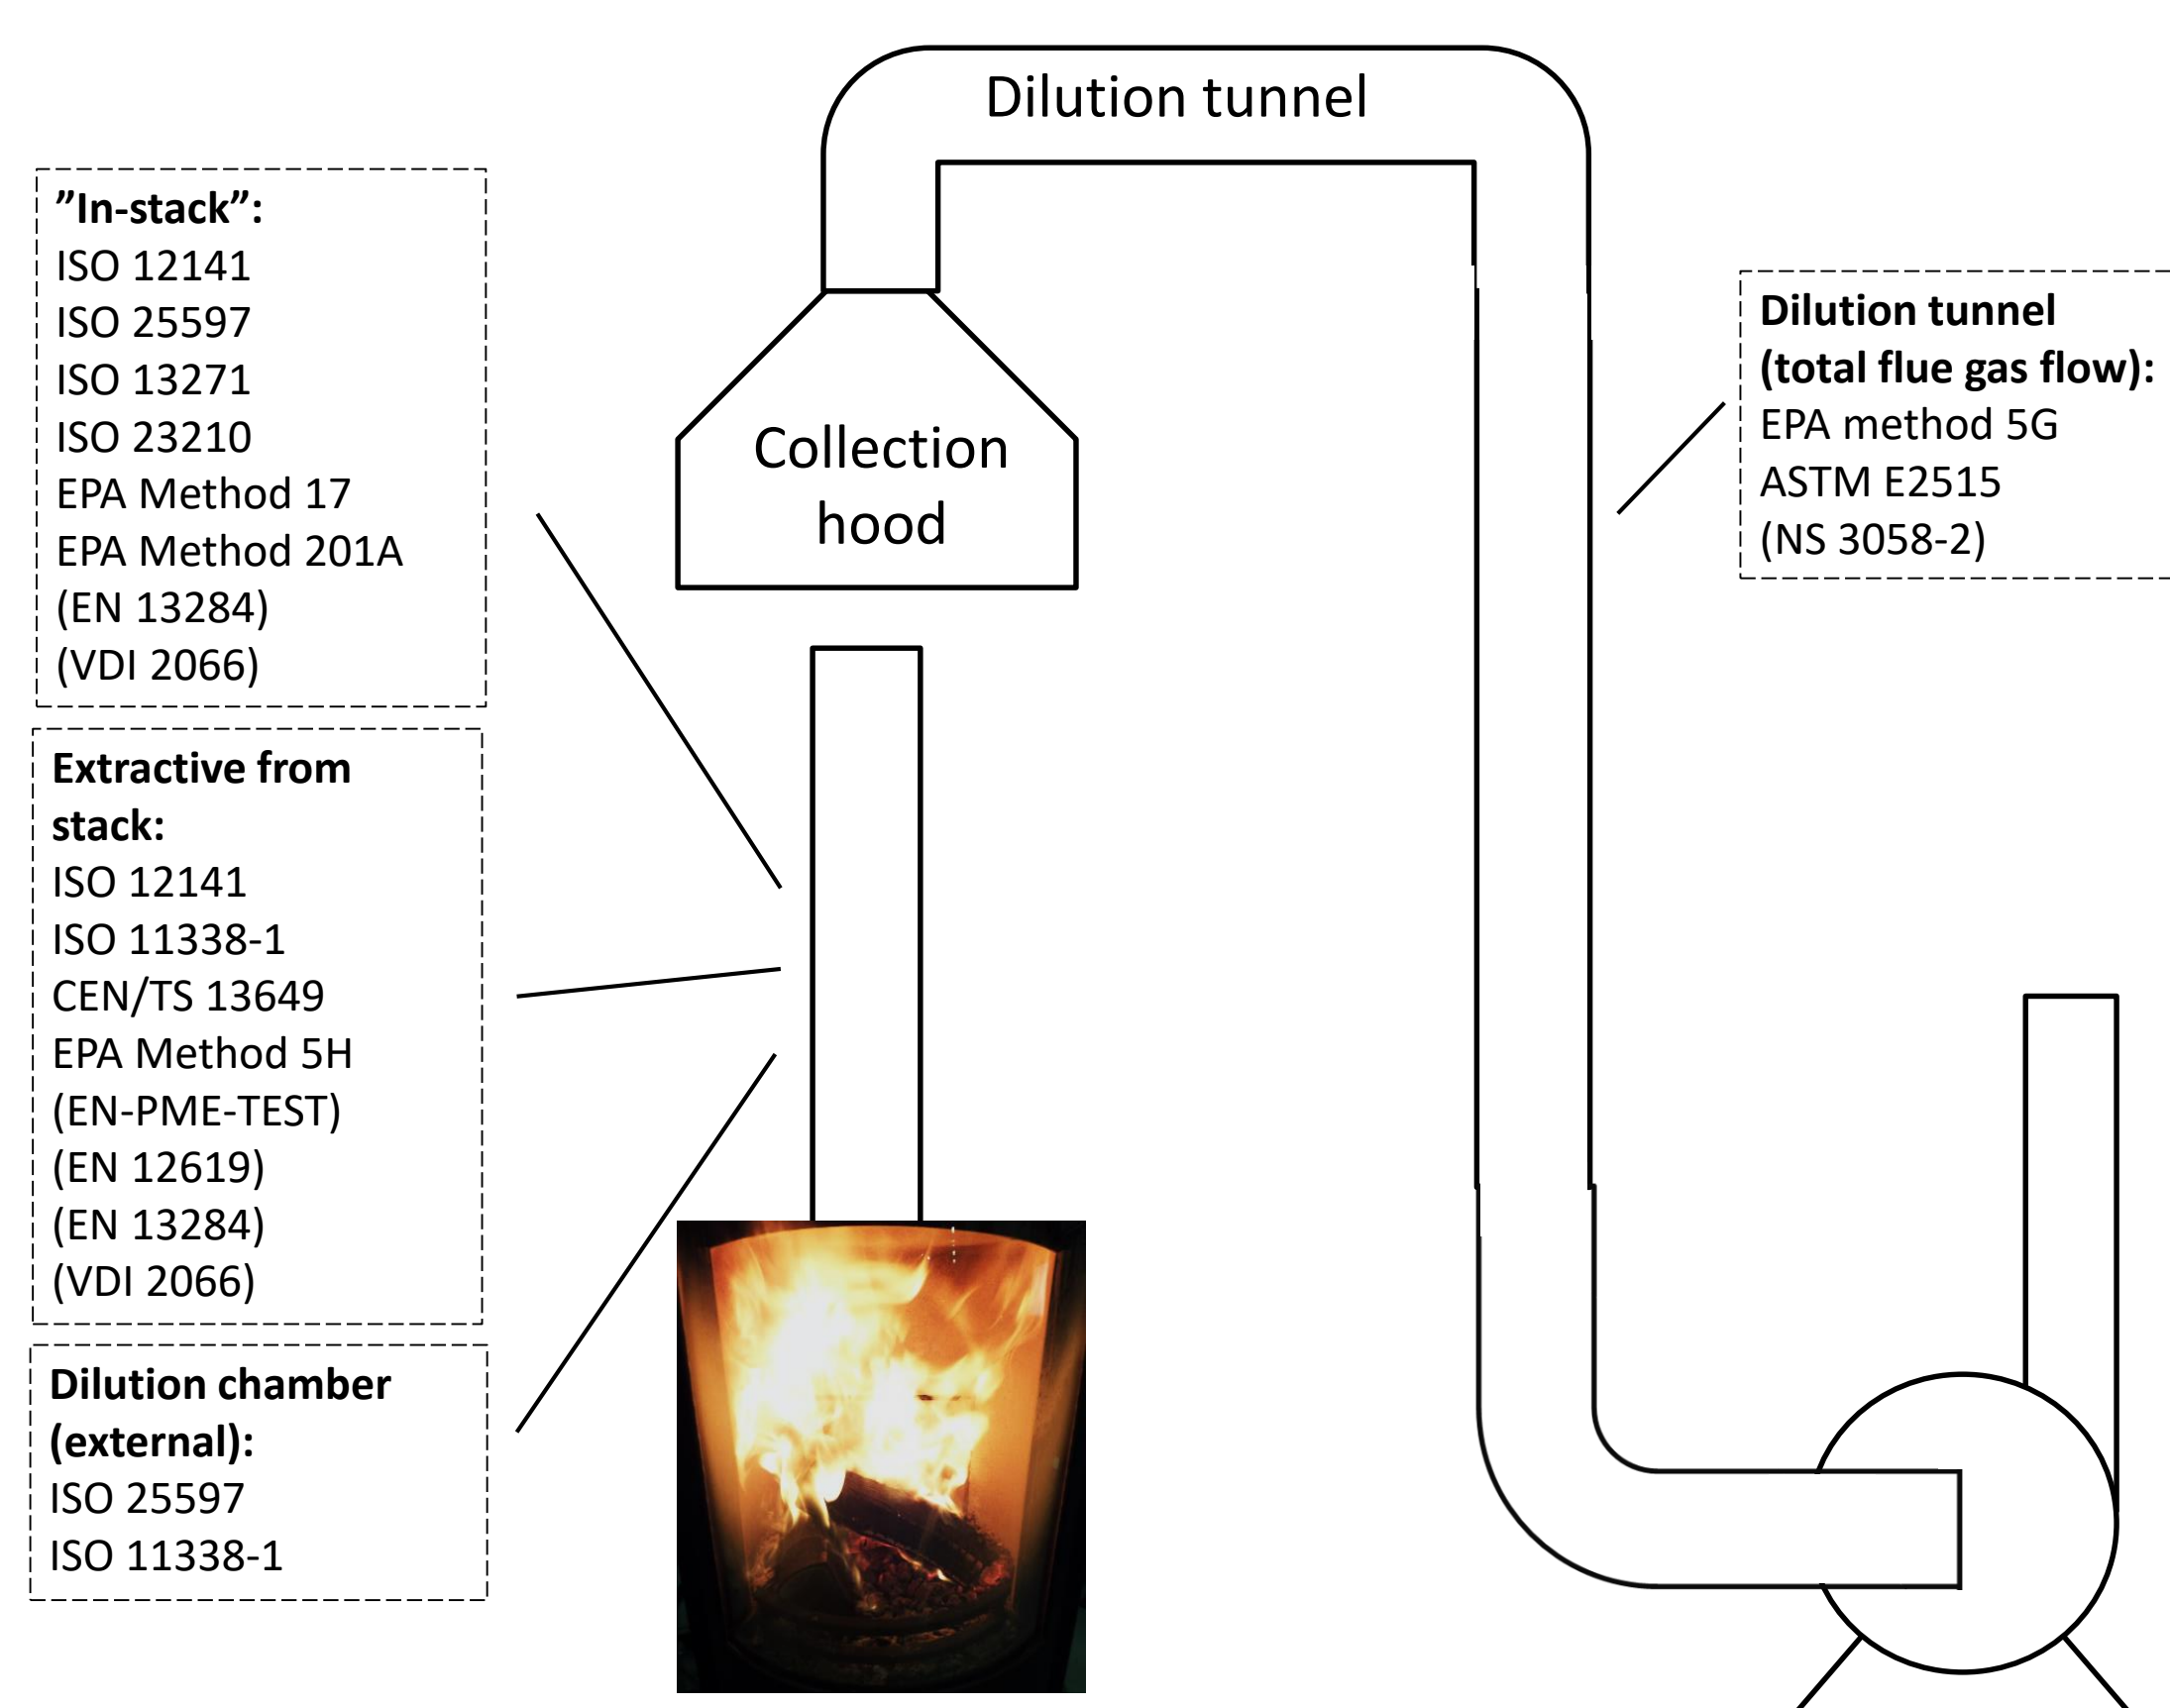 Dilution tunnel
”In-stack”:
ISO 12141
ISO 25597
ISO 13271
ISO 23210
EPA Method 17
EPA Method 201A
(EN 13284)
(VDI 2066)
Collection
hood
Dilution tunnel
(total flue gas flow):
EPA method 5G
ASTM E2515
(NS 3058-2)
Extractive from
stack:
ISO 12141
ISO 11338-1
CEN/TS 13649
EPA Method 5H
(EN-PME-TEST)
(EN 12619)
(EN 13284)
(VDI 2066)
Dilution chamber
(external):
ISO 25597
ISO 11338-1